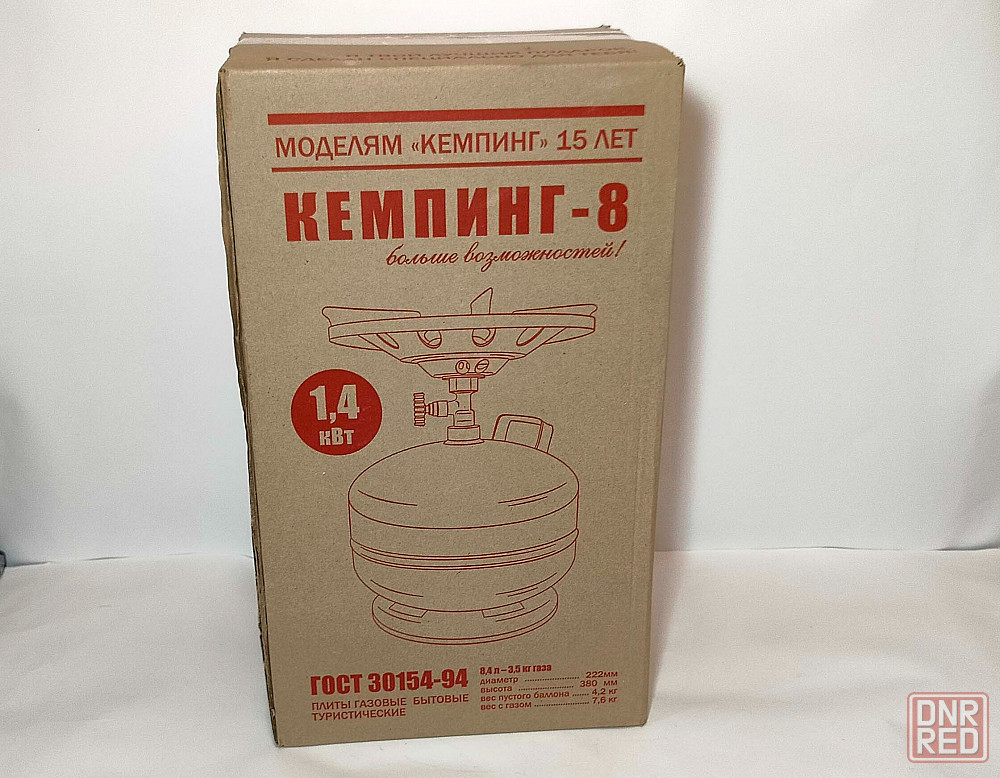 МОДЕЛЯМ «КЕМПИНГ» 15 ЛЕТ
КЕМПИНГ-8
больше возможностей!
1,4
кВт
ГОСТ 30154-94
ПЛИТЫ ГАЗОВЫЕ БЫТОВЫЕ
ТУРИСТИЧЕСКИЕ
8,4 л – 3,5 кг газа
диаметр ........................ 222мм
высота ........................ 380 мм
вес пустого баллона ..... 4,2 кг
вес с газом ..................... 7,6 кг
DNR
RED